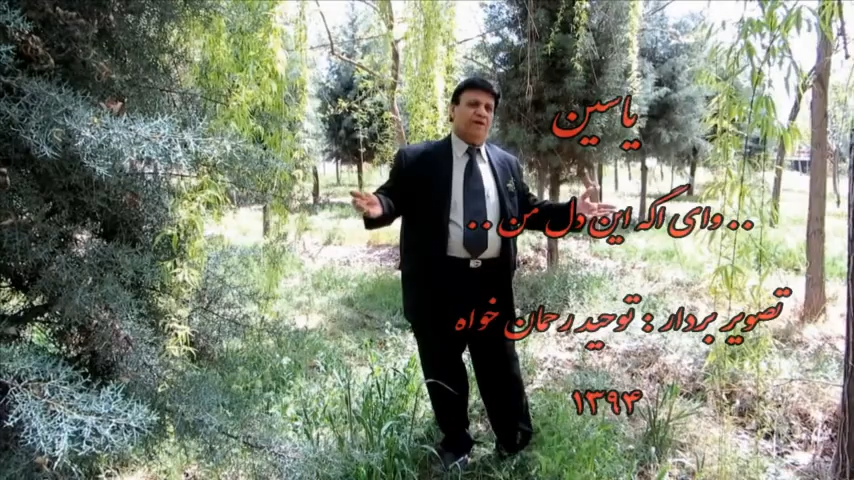 یاسین
.. وای اگه این دل من ..
تصویر بردار : توحید رحمان خواه
۱۳۹۴